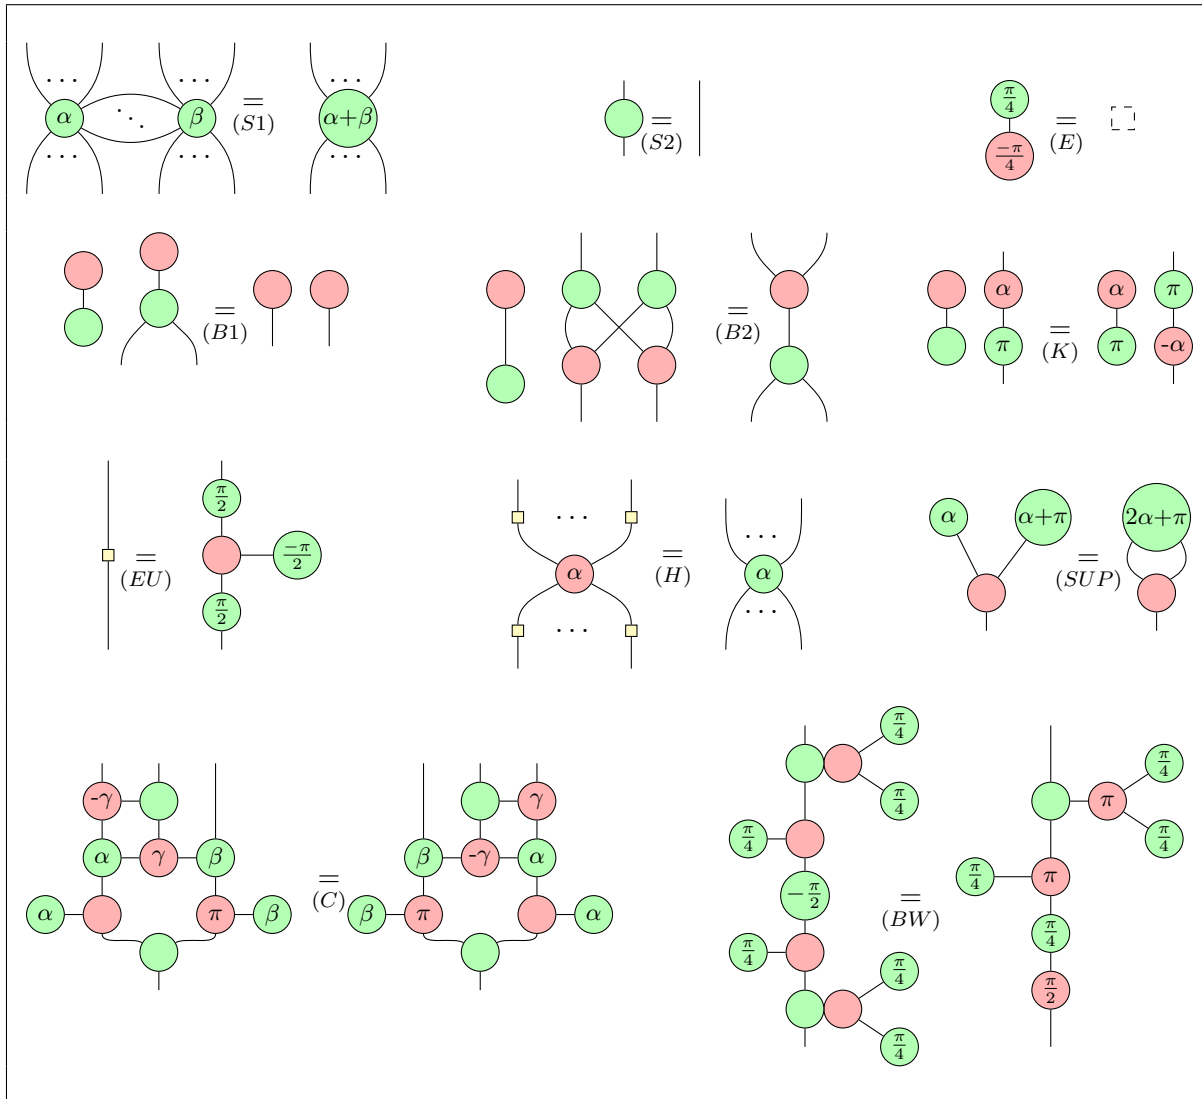 ⋯ ⋯ ⋯
α ⋱ β = (S1) α+β
⋯ ⋯ ⋯
= (S2)
π/4 -π/4 = (E)
= (B1)
= (B2)
α π = (K) α π π -α
= (EU) π/2 -π/2 π/2
⋯ α ⋯ = (H) ⋯ α ⋯
α α+π = (SUP) 2α+π
-γ
α γ β
α π β
= (C)
γ
β -γ α
β π α
π/4
π/4
π/4
-π/2
π/4
π/4
π/4
= (BW)
π/4
π
π/4
π/4 π
π/4
π/2